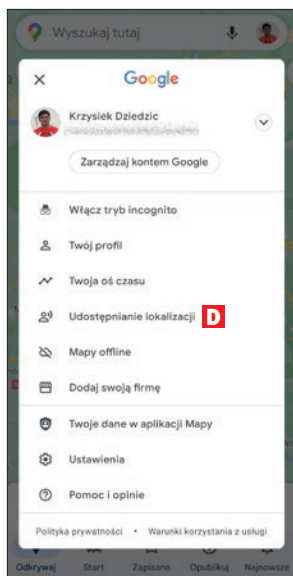 Wyszukaj tutaj
Google
Krzysiek Dziedzic
Zarządzaj kontem Google
Włącz tryb incognito
Twój profil
Twoja oś czasu
Udostępnianie lokalizacji D
Mapy offline
Dodaj swoją firmę
Twoje dane w aplikacji Mapy
Ustawienia
Pomoc i opinie
Polityka prywatności • Warunki korzystania z usługi
Odkrywaj Start Zapisane Opublikuj Najnowsze